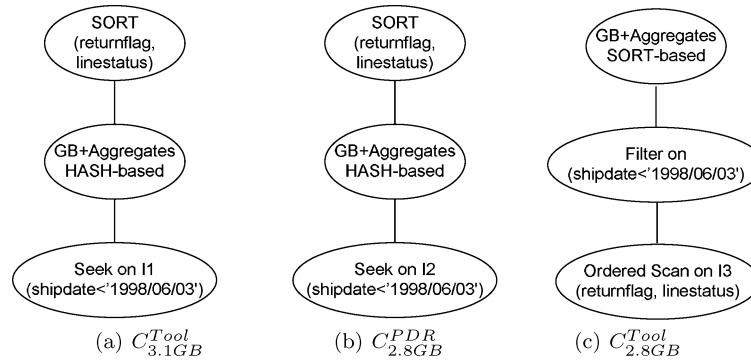 SORT
(returnflag,
linestatus)
GB+Aggregates
HASH-based
Seek on I1
(shipdate<'1998/06/03')
(a) C^{Tool}_{3.1GB}
SORT
(returnflag,
linestatus)
GB+Aggregates
HASH-based
Seek on I2
(shipdate<'1998/06/03')
(b) C^{PDR}_{2.8GB}
GB+Aggregates
SORT-based
Filter on
(shipdate<'1998/06/03')
Ordered Scan on I3
(returnflag, linestatus)
(c) C^{Tool}_{2.8GB}